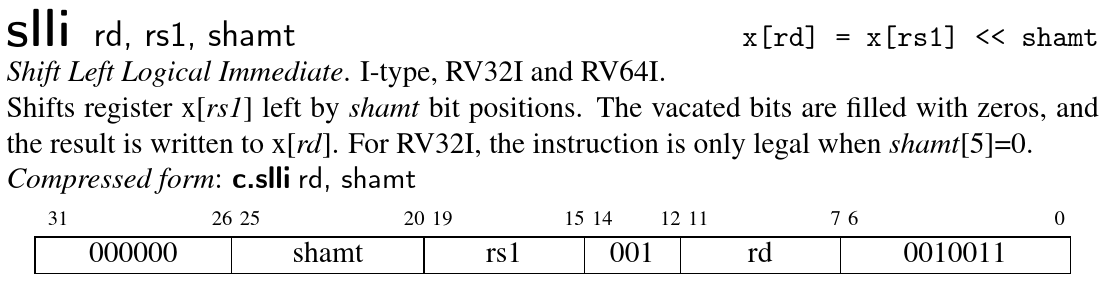 slli rd, rs1, shamt x[rd] = x[rs1] << shamt
Shift Left Logical Immediate. I-type, RV32I and RV64I.
Shifts register x[rs1] left by shamt bit positions. The vacated bits are filled with zeros, and
the result is written to x[rd]. For RV32I, the instruction is only legal when shamt[5]=0.
Compressed form: c.slli rd, shamt
31 26 25 20 19 15 14 12 11 7 6 0
000000 shamt rs1 001 rd 0010011